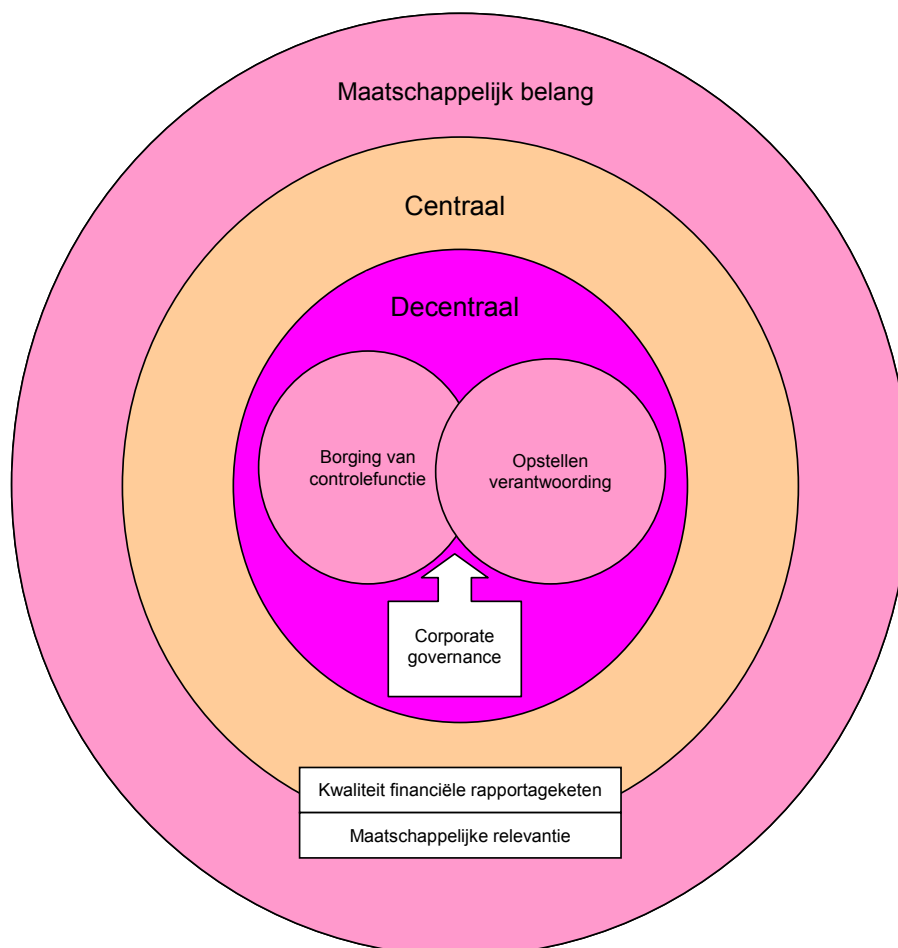 Maatschappelijk belang
Centraal
Decentraal
Borging van
controlefunctie
Opstellen
verantwoording
Corporate
governance
Kwaliteit financiële rapportageketen
Maatschappelijke relevantie